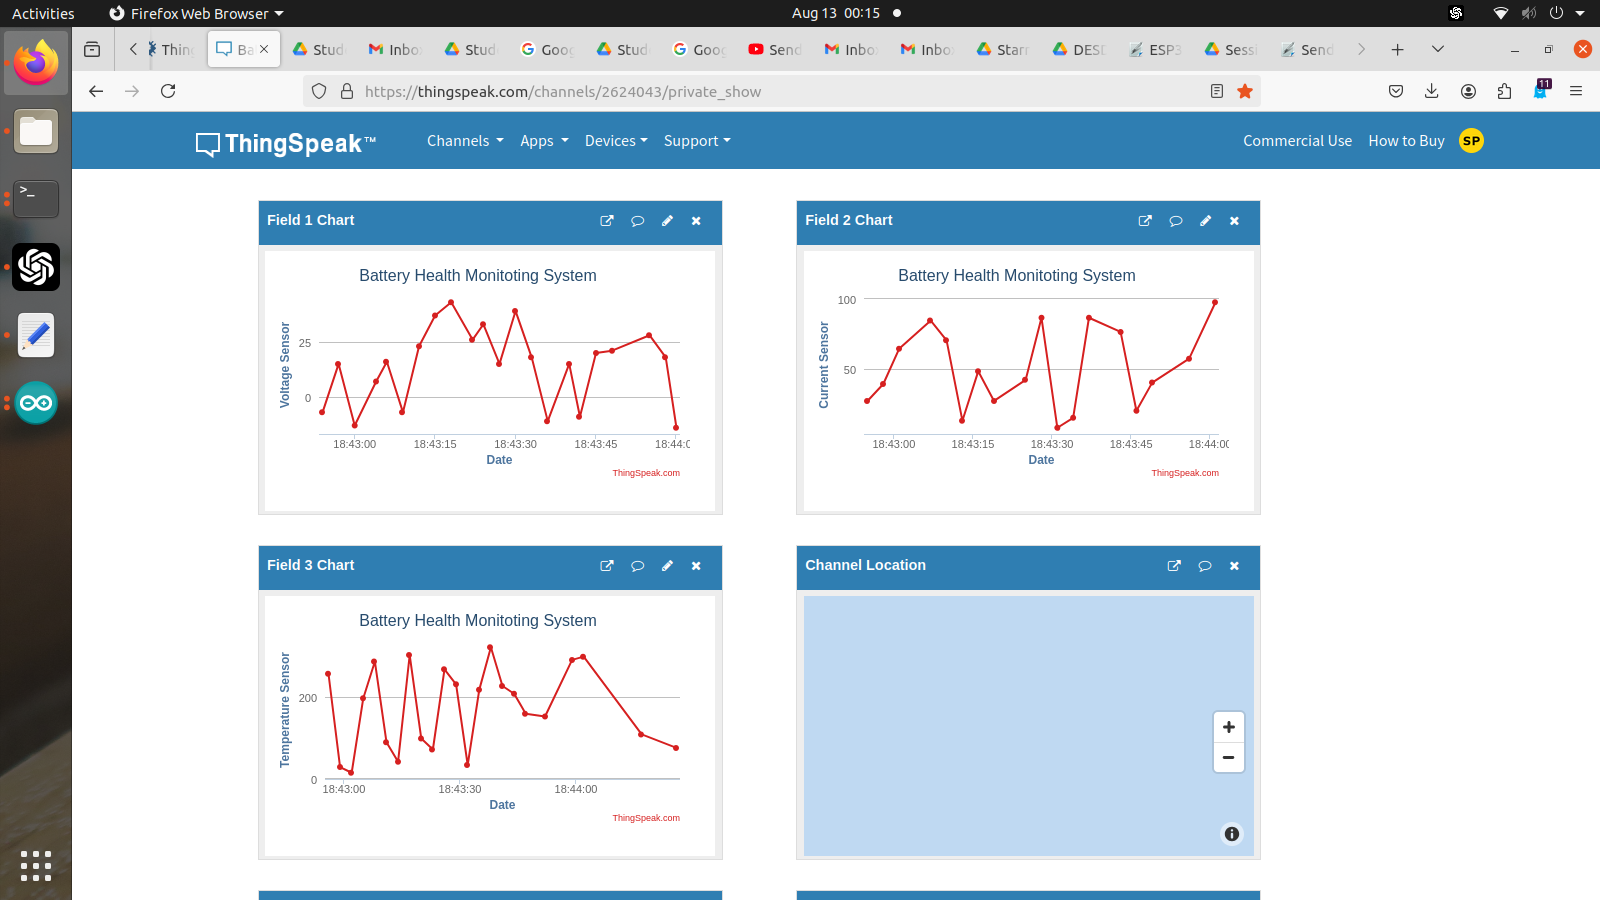 Activities
Firefox Web Browser
Aug 13 00:15
Thin
Ba
Stud
Inbo
Stud
Goog
Stud
Goog
Send
Inbo
Inbo
Starr
DESD
ESP3
Sessi
Send
https://thingspeak.com/channels/2624043/private_show
11
ThingSpeak™
Channels
Apps
Devices
Support
Commercial Use
How to Buy
SP
Field 1 Chart
Battery Health Monitoting System
Voltage Sensor
25
0
18:43:00
18:43:15
18:43:30
18:43:45
18:44:0
Date
ThingSpeak.com
Field 2 Chart
Battery Health Monitoting System
Current Sensor
100
50
18:43:00
18:43:15
18:43:30
18:43:45
18:44:00
Date
ThingSpeak.com
Field 3 Chart
Battery Health Monitoting System
Temperature Sensor
200
0
18:43:00
18:43:30
18:44:00
Date
ThingSpeak.com
Channel Location